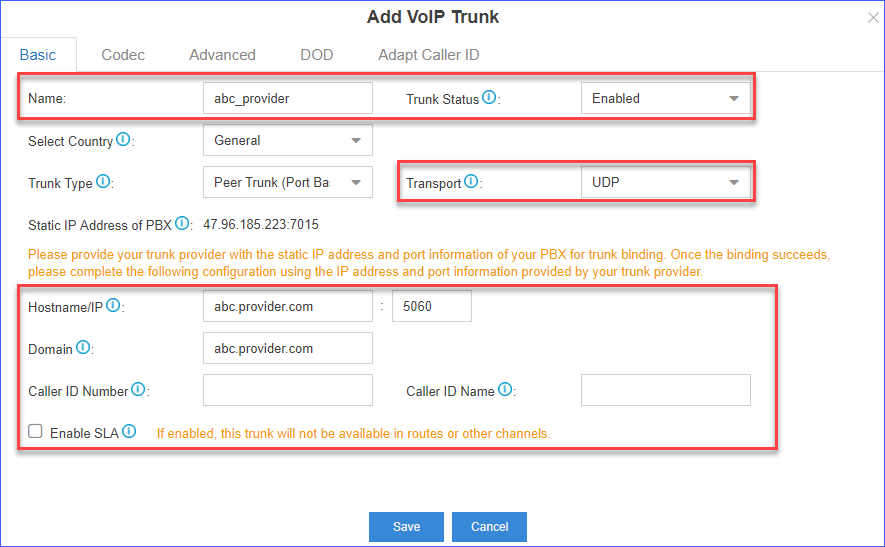 Add VoIP Trunk
Basic Codec Advanced DOD Adapt Caller ID
Name: abc_provider Trunk Status: Enabled
Select Country: General
Trunk Type: Peer Trunk (Port Ba Transport: UDP
Static IP Address of PBX: 47.96.185.223:7015
Please provide your trunk provider with the static IP address and port information of your PBX for trunk binding. Once the binding succeeds,
please complete the following configuration using the IP address and port information provided by your trunk provider.
Hostname/IP: abc.provider.com : 5060
Domain: abc.provider.com
Caller ID Number: Caller ID Name:
Enable SLA If enabled, this trunk will not be available in routes or other channels.
Save Cancel